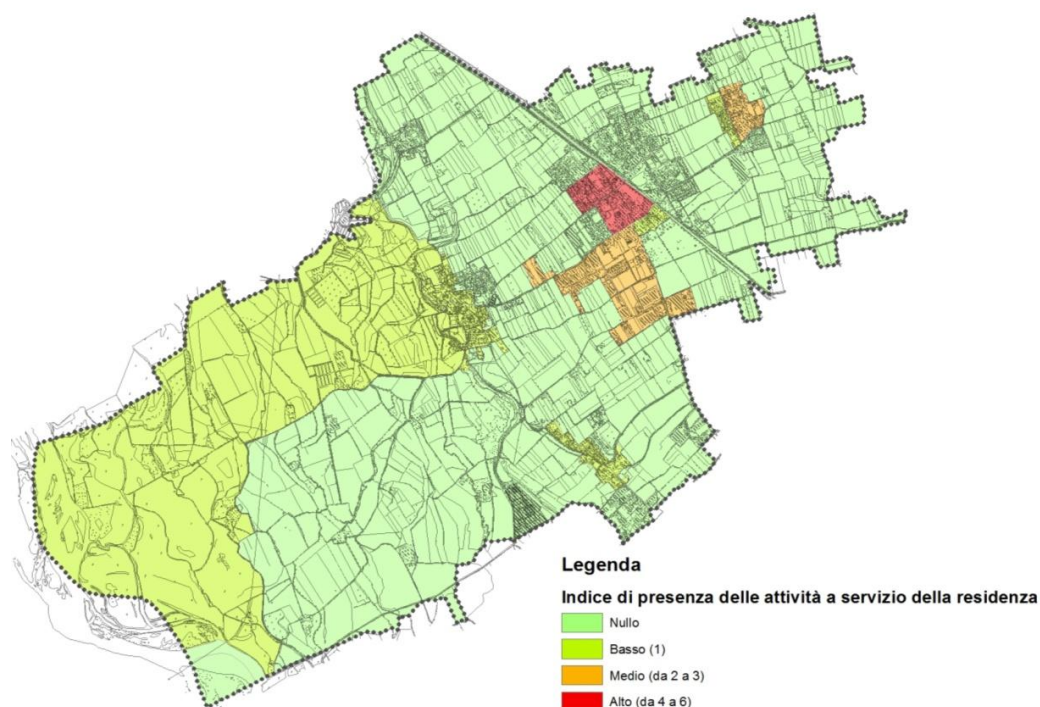 Legenda
Indice di presenza delle attività a servizio della residenza
Nullo
Basso (1)
Medio (da 2 a 3)
Alto (da 4 a 6)